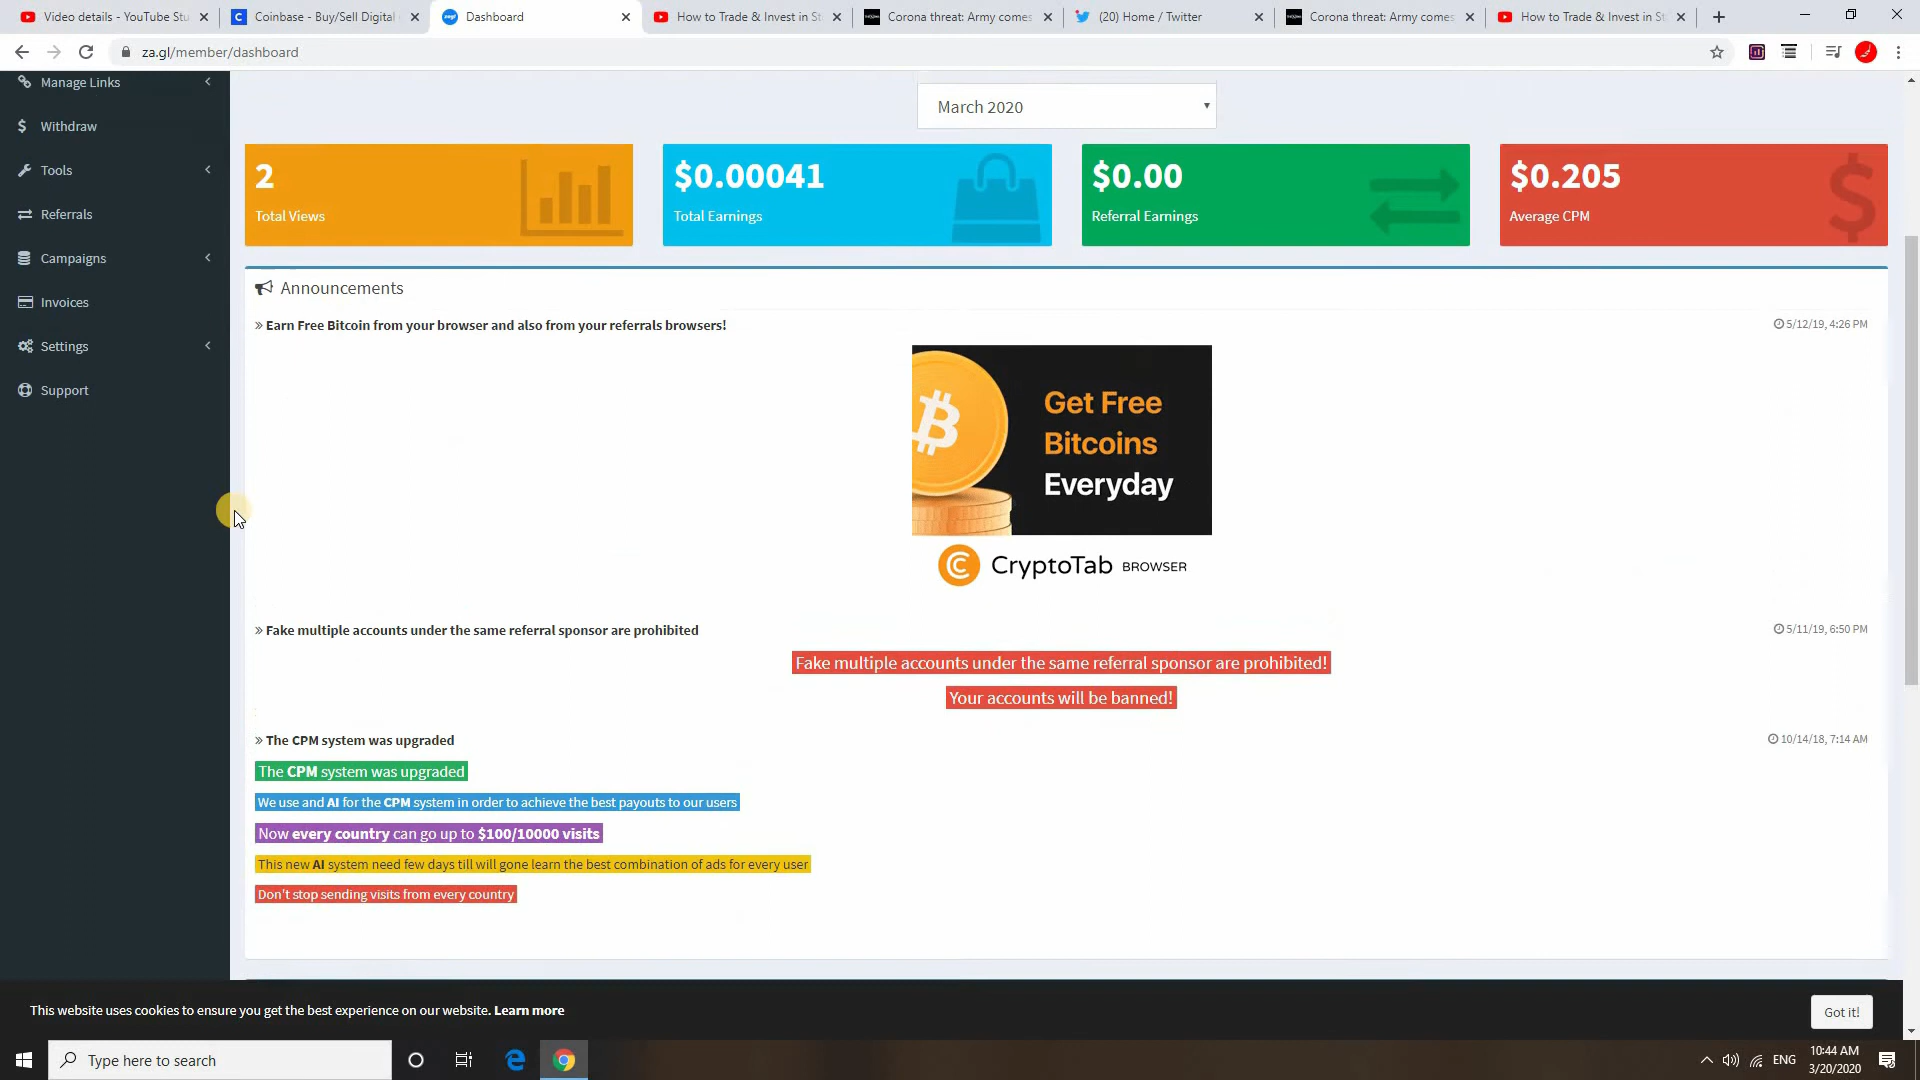 Video details - YouTube Stu
Coinbase - Buy/Sell Digital
Dashboard
How to Trade & Invest in St
Corona threat: Army comes
(20) Home / Twitter
Corona threat: Army comes
How to Trade & Invest in St
za.gl/member/dashboard
Manage Links
Withdraw
Tools
Referrals
Campaigns
Invoices
Settings
Support
March 2020
2
Total Views
$0.00041
Total Earnings
$0.00
Referral Earnings
$0.205
Average CPM
Announcements
» Earn Free Bitcoin from your browser and also from your referrals browsers!
5/12/19, 4:26 PM
Get Free
Bitcoins
Everyday
CryptoTab BROWSER
» Fake multiple accounts under the same referral sponsor are prohibited
5/11/19, 6:50 PM
Fake multiple accounts under the same referral sponsor are prohibited!
Your accounts will be banned!
» The CPM system was upgraded
10/14/18, 7:14 AM
The CPM system was upgraded
We use and AI for the CPM system in order to achieve the best payouts to our users
Now every country can go up to $100/10000 visits
This new AI system need few days till will gone learn the best combination of ads for every user
Don't stop sending visits from every country
This website uses cookies to ensure you get the best experience on our website. Learn more
Got it!
Type here to search
ENG
10:44 AM
3/20/2020